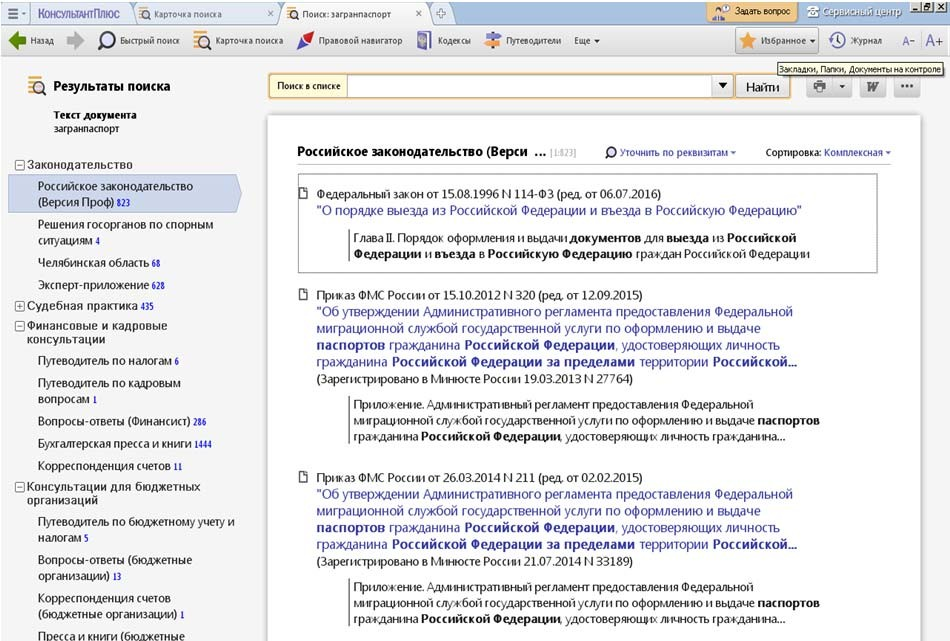 КонсультантПлюс
Карточка поиска
Поиск: загранпаспорт
Задать вопрос
Сервисный центр
Назад
Быстрый поиск
Карточка поиска
Правовой навигатор
Кодексы
Путеводители
Еще
Избранное
Журнал
A-
A+
Закладки, Папки, Документы на контроле
Результаты поиска
Текст документа
загранпаспорт
Законодательство
Российское законодательство
(Версия Проф) 823
Решения госорганов по спорным
ситуациям 4
Челябинская область 68
Эксперт-приложение 628
Судебная практика 435
Финансовые и кадровые
консультации
Путеводитель по налогам 6
Путеводитель по кадровым
вопросам 1
Вопросы-ответы (Финансист) 286
Бухгалтерская пресса и книги 1444
Корреспонденция счетов 11
Консультации для бюджетных
организаций
Путеводитель по бюджетному учету и
налогам 5
Вопросы-ответы (бюджетные
организации) 13
Корреспонденция счетов
(бюджетные организации) 1
Пресса и книги (бюджетные
Поиск в списке
Найти
W
Российское законодательство (Верси ... [1:823]
Уточнить по реквизитам
Сортировка: Комплексная
Федеральный закон от 15.08.1996 N 114-ФЗ (ред. от 06.07.2016)
"О порядке выезда из Российской Федерации и въезда в Российскую Федерацию"
Глава II. Порядок оформления и выдачи документов для выезда из Российской
Федерации и въезда в Российскую Федерацию граждан Российской Федерации
Приказ ФМС России от 15.10.2012 N 320 (ред. от 12.09.2015)
"Об утверждении Административного регламента предоставления Федеральной
миграционной службой государственной услуги по оформлению и выдаче
паспортов гражданина Российской Федерации, удостоверяющих личность
гражданина Российской Федерации за пределами территории Российской...
(Зарегистрировано в Минюсте России 19.03.2013 N 27764)
Приложение. Административный регламент предоставления Федеральной
миграционной службой государственной услуги по оформлению и выдаче паспортов
гражданина Российской Федерации, удостоверяющих личность гражданина...
Приказ ФМС России от 26.03.2014 N 211 (ред. от 02.02.2015)
"Об утверждении Административного регламента предоставления Федеральной
миграционной службой государственной услуги по оформлению и выдаче
паспортов гражданина Российской Федерации, удостоверяющих личность
гражданина Российской Федерации за пределами территории Российской...
(Зарегистрировано в Минюсте России 21.07.2014 N 33189)
Приложение. Административный регламент предоставления Федеральной
миграционной службой государственной услуги по оформлению и выдаче паспортов
гражданина Российской Федерации, удостоверяющих личность гражданина...